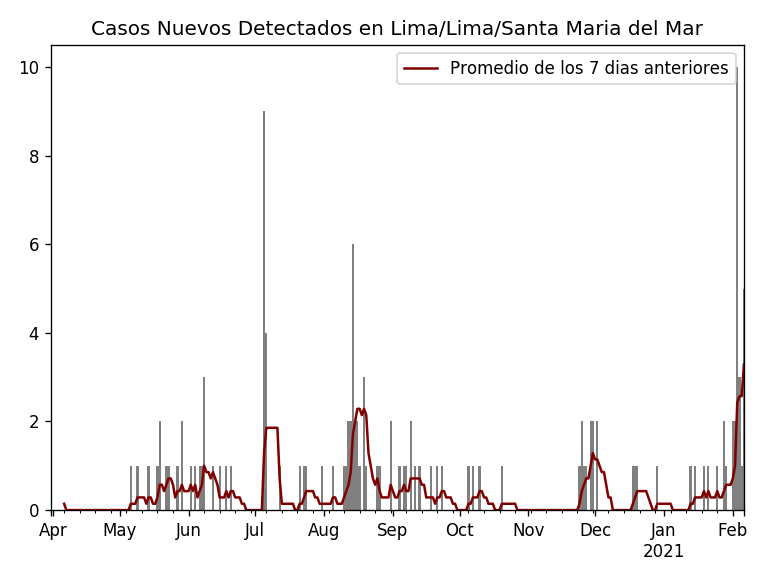 Casos Nuevos Detectados en Lima/Lima/Santa Maria del Mar
Promedio de los 7 dias anteriores
10
8
6
4
2
0
Apr May Jun Jul Aug Sep Oct Nov Dec Jan Feb
2021